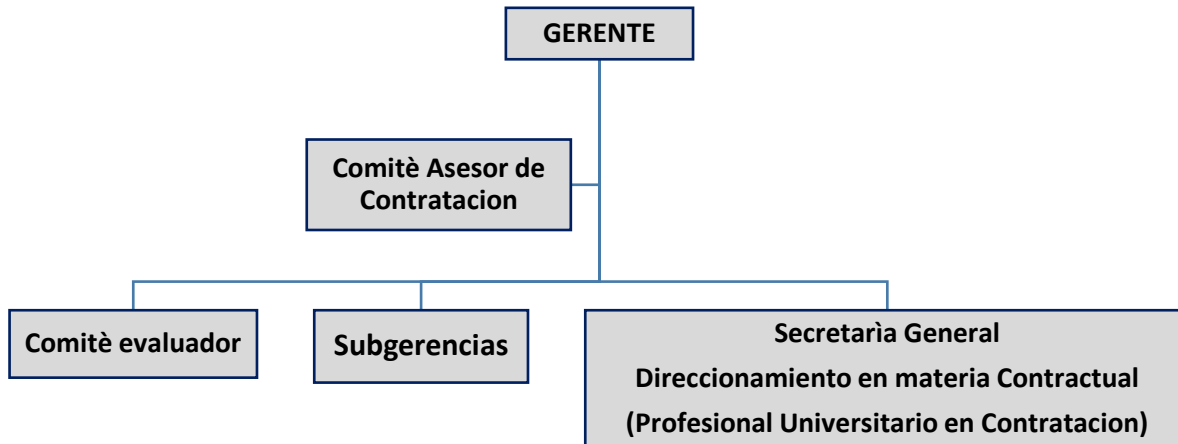 GERENTE
Comitè Asesor de
Contratacion
Comitè evaluador
Subgerencias
Secretarìa General
Direccionamiento en materia Contractual
(Profesional Universitario en Contratacion)